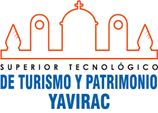 SUPERIOR TECNOLÓGICO
DE TURISMO Y PATRIMONIO
YAVIRAC